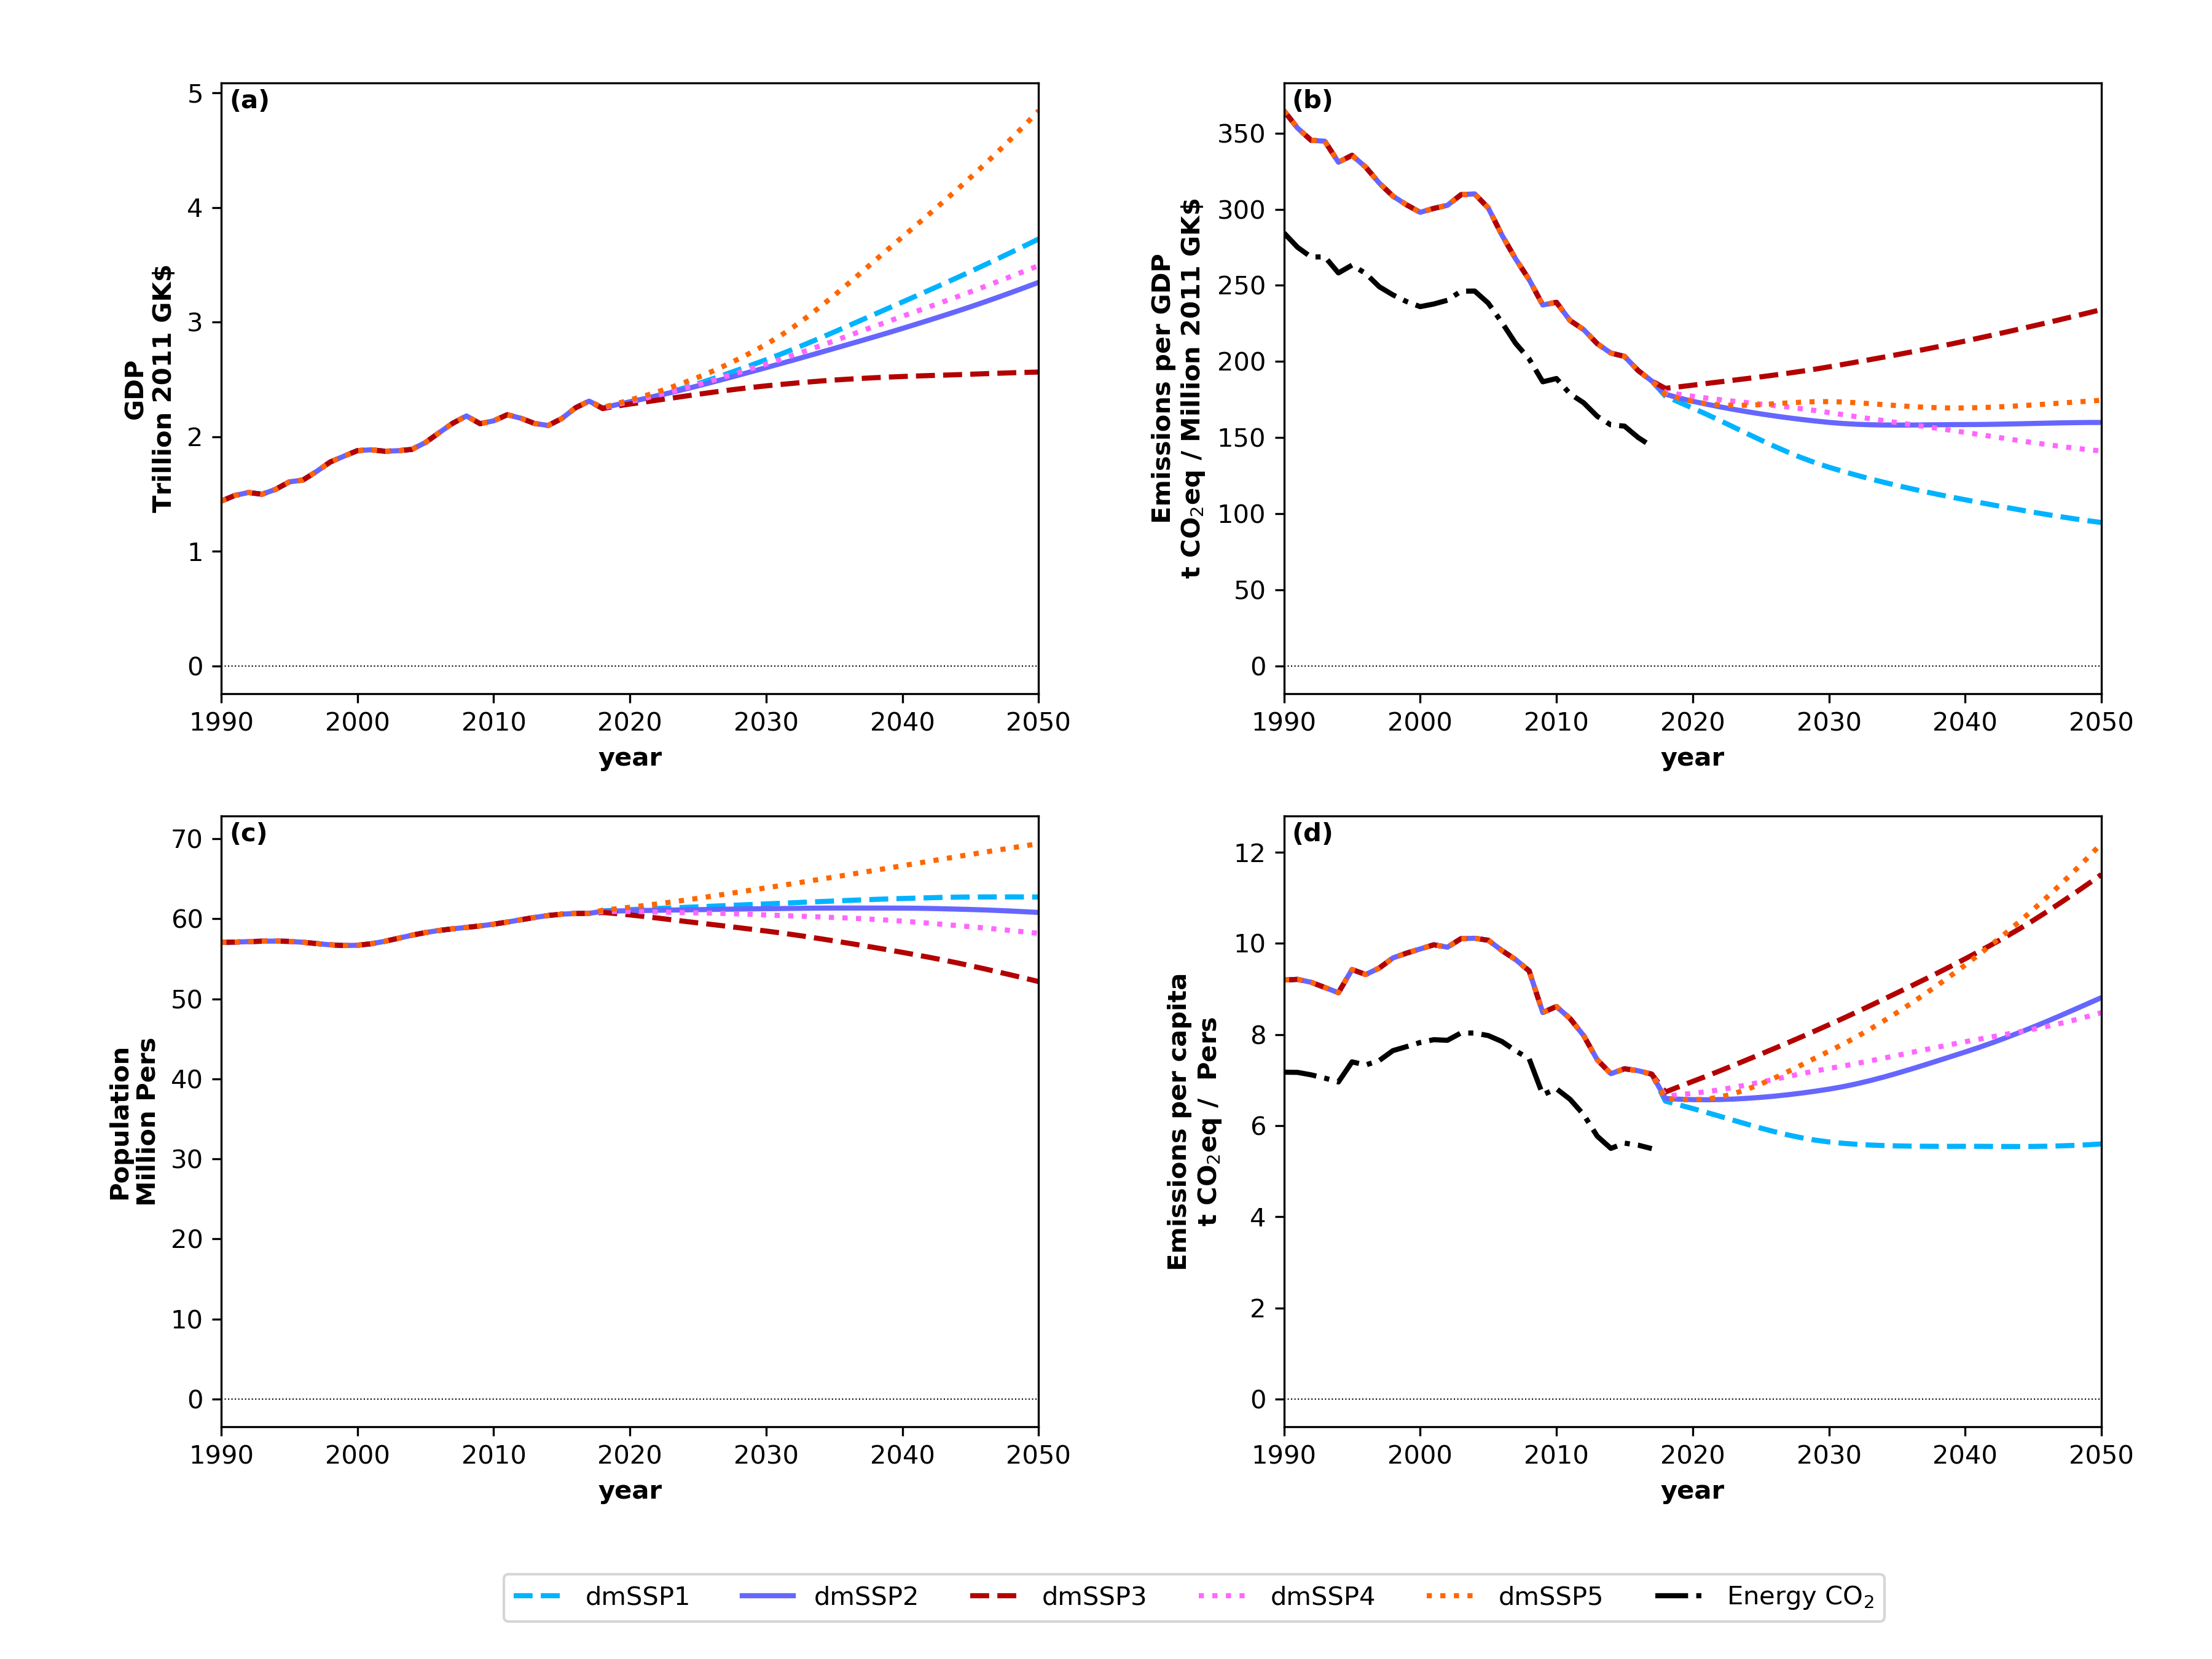 (a)
5
4
3
2
1
0
GDP
Trillion 2011 GK$
1990 2000 2010 2020 2030 2040 2050
year
(b)
350
300
250
200
150
100
50
0
Emissions per GDP
t CO₂eq / Million 2011 GK$
1990 2000 2010 2020 2030 2040 2050
year
(c)
70
60
50
40
30
20
10
0
Population
Million Pers
1990 2000 2010 2020 2030 2040 2050
year
(d)
12
10
8
6
4
2
0
Emissions per capita
t CO₂eq / Pers
1990 2000 2010 2020 2030 2040 2050
year
dmSSP1 dmSSP2 dmSSP3 dmSSP4 dmSSP5 Energy CO₂